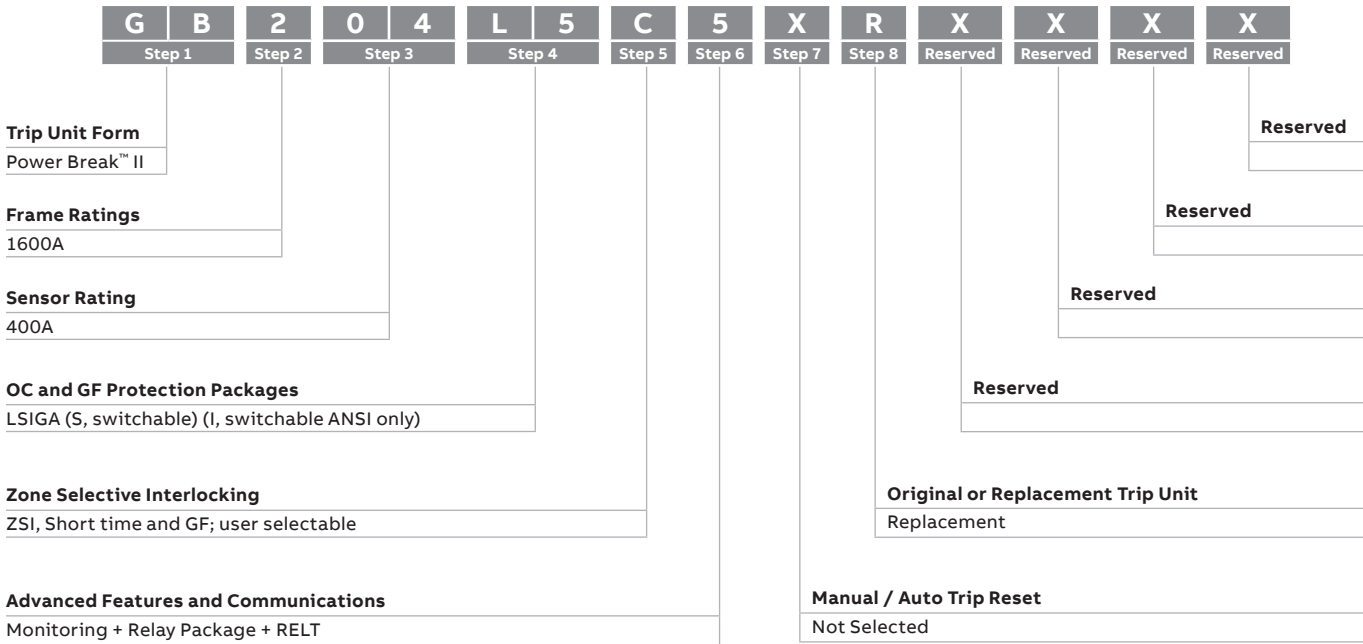 G B 2 0 4 L 5 C 5 X R X X X X
Step 1 Step 2 Step 3 Step 4 Step 5 Step 6 Step 7 Step 8 Reserved Reserved Reserved Reserved
Trip Unit Form
Power Break™ II
Frame Ratings
1600A
Sensor Rating
400A
OC and GF Protection Packages
LSIGA (S, switchable) (I, switchable ANSI only)
Zone Selective Interlocking
ZSI, Short time and GF; user selectable
Advanced Features and Communications
Monitoring + Relay Package + RELT
Reserved
Reserved
Reserved
Reserved
Original or Replacement Trip Unit
Replacement
Manual / Auto Trip Reset
Not Selected